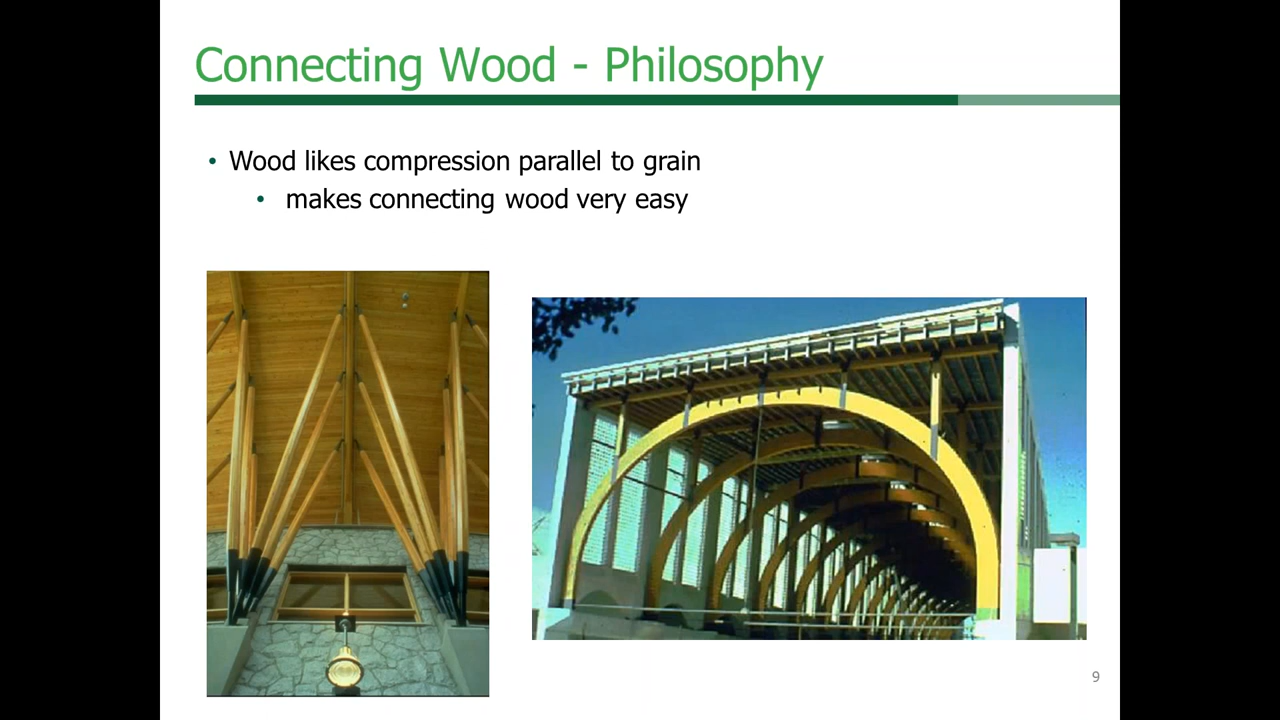 Connecting Wood - Philosophy
• Wood likes compression parallel to grain
• makes connecting wood very easy
9